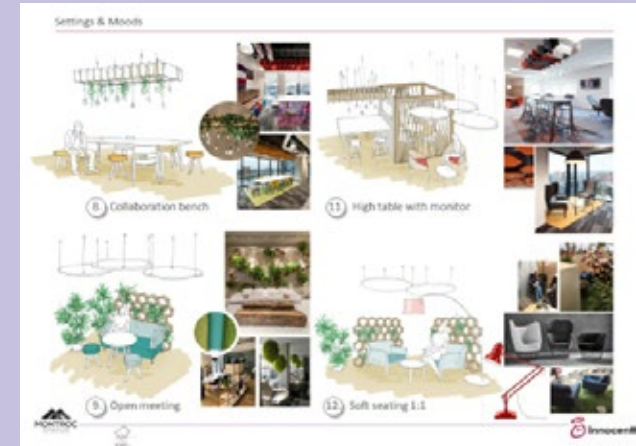 Settings & Moods
8. Collaboration bench
11. High table with monitor
9. Open meeting
12. Soft seating 1:1
MONTROC